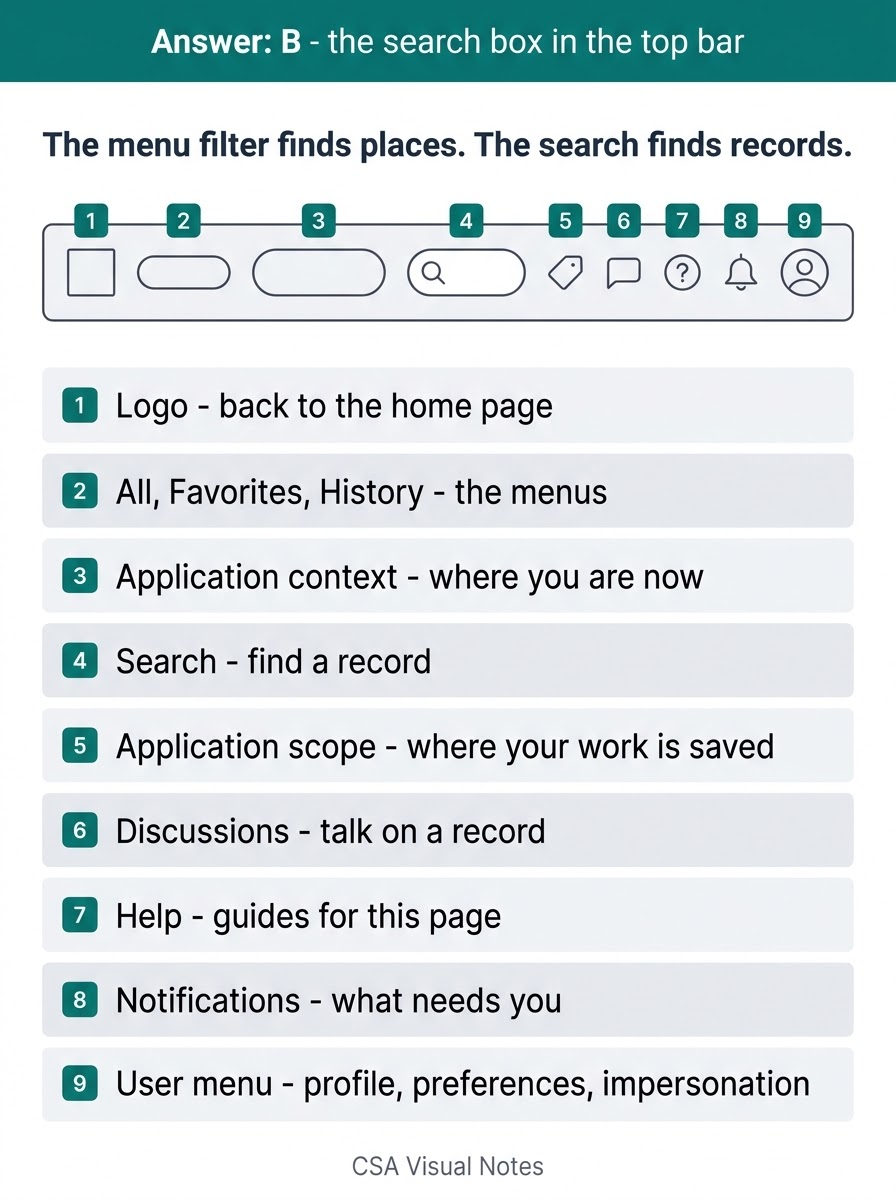 Answer: B - the search box in the top bar
The menu filter finds places. The search finds records.
1 2 3 4 5 6 7 8 9
1 Logo - back to the home page
2 All, Favorites, History - the menus
3 Application context - where you are now
4 Search - find a record
5 Application scope - where your work is saved
6 Discussions - talk on a record
7 Help - guides for this page
8 Notifications - what needs you
9 User menu - profile, preferences, impersonation
CSA Visual Notes